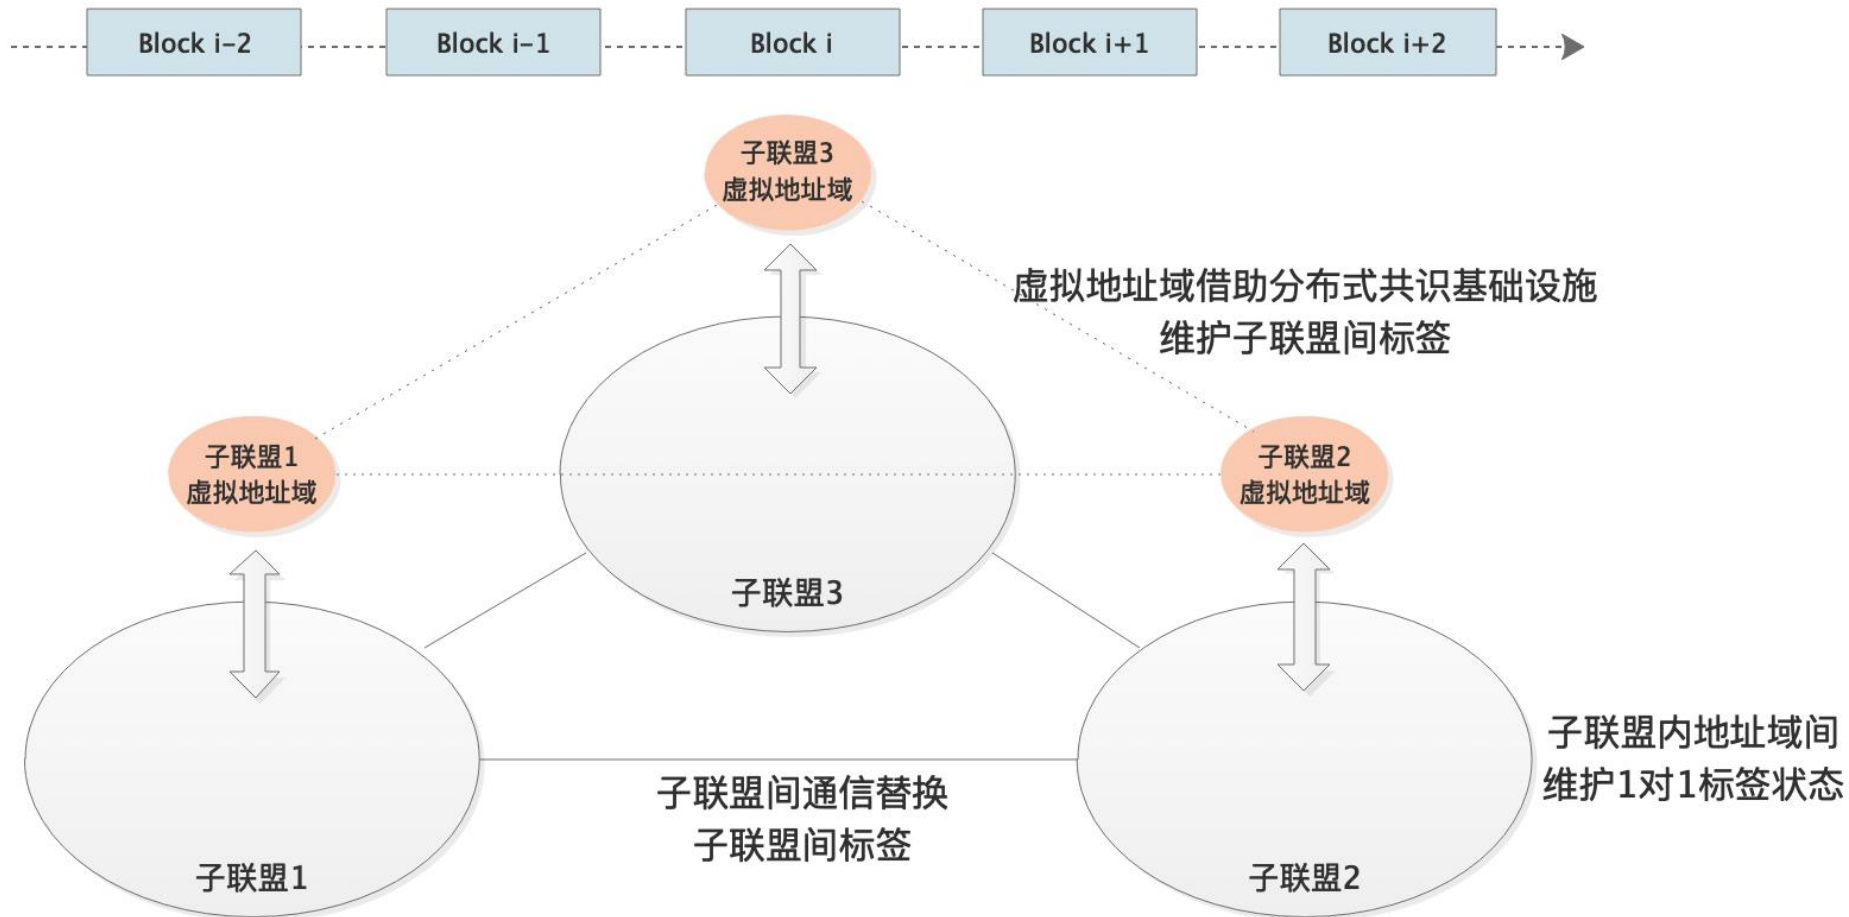 Block i-2
Block i-1
Block i
Block i+1
Block i+2
子联盟3
虚拟地址域
虚拟地址域借助分布式共识基础设施
维护子联盟间标签
子联盟1
虚拟地址域
子联盟2
虚拟地址域
子联盟3
子联盟内地址域间
维护1对1标签状态
子联盟间通信替换
子联盟间标签
子联盟1
子联盟2